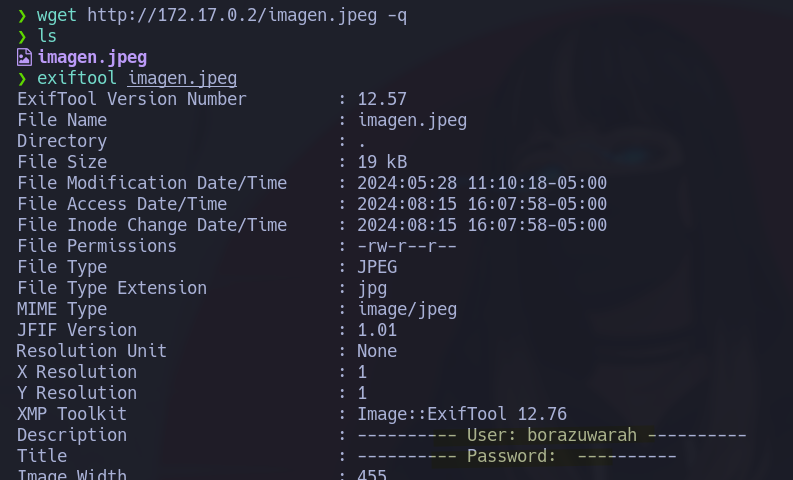 ❯ wget http://172.17.0.2/imagen.jpeg -q
❯ ls
imagen.jpeg
❯ exiftool imagen.jpeg
ExifTool Version Number : 12.57
File Name : imagen.jpeg
Directory : .
File Size : 19 kB
File Modification Date/Time : 2024:05:28 11:10:18-05:00
File Access Date/Time : 2024:08:15 16:07:58-05:00
File Inode Change Date/Time : 2024:08:15 16:07:58-05:00
File Permissions : -rw-r--r--
File Type : JPEG
File Type Extension : jpg
MIME Type : image/jpeg
JFIF Version : 1.01
Resolution Unit : None
X Resolution : 1
Y Resolution : 1
XMP Toolkit : Image::ExifTool 12.76
Description : ---------- User: borazuwarah ----------
Title : ---------- Password:  ----------
Image Width : 455